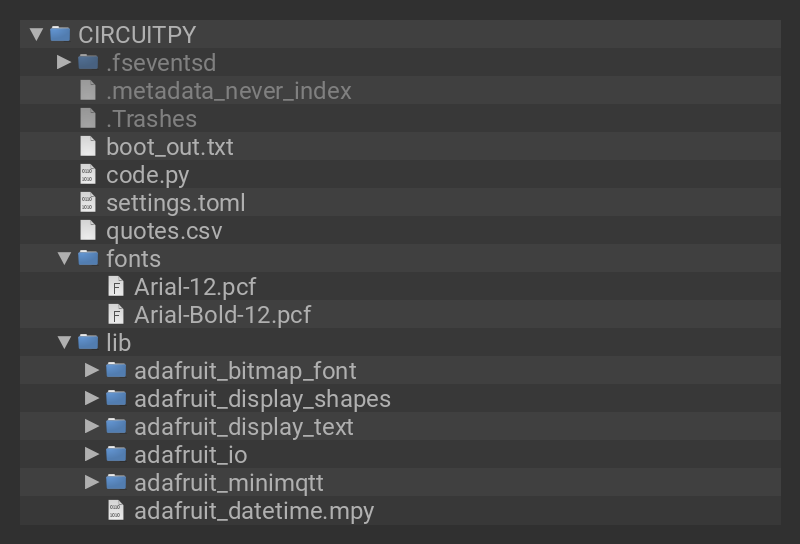 CIRCUITPY
.fseventsd
.metadata_never_index
.Trashes
boot_out.txt
code.py
settings.toml
quotes.csv
fonts
Arial-12.pcf
Arial-Bold-12.pcf
lib
adafruit_bitmap_font
adafruit_display_shapes
adafruit_display_text
adafruit_io
adafruit_minimqtt
adafruit_datetime.mpy